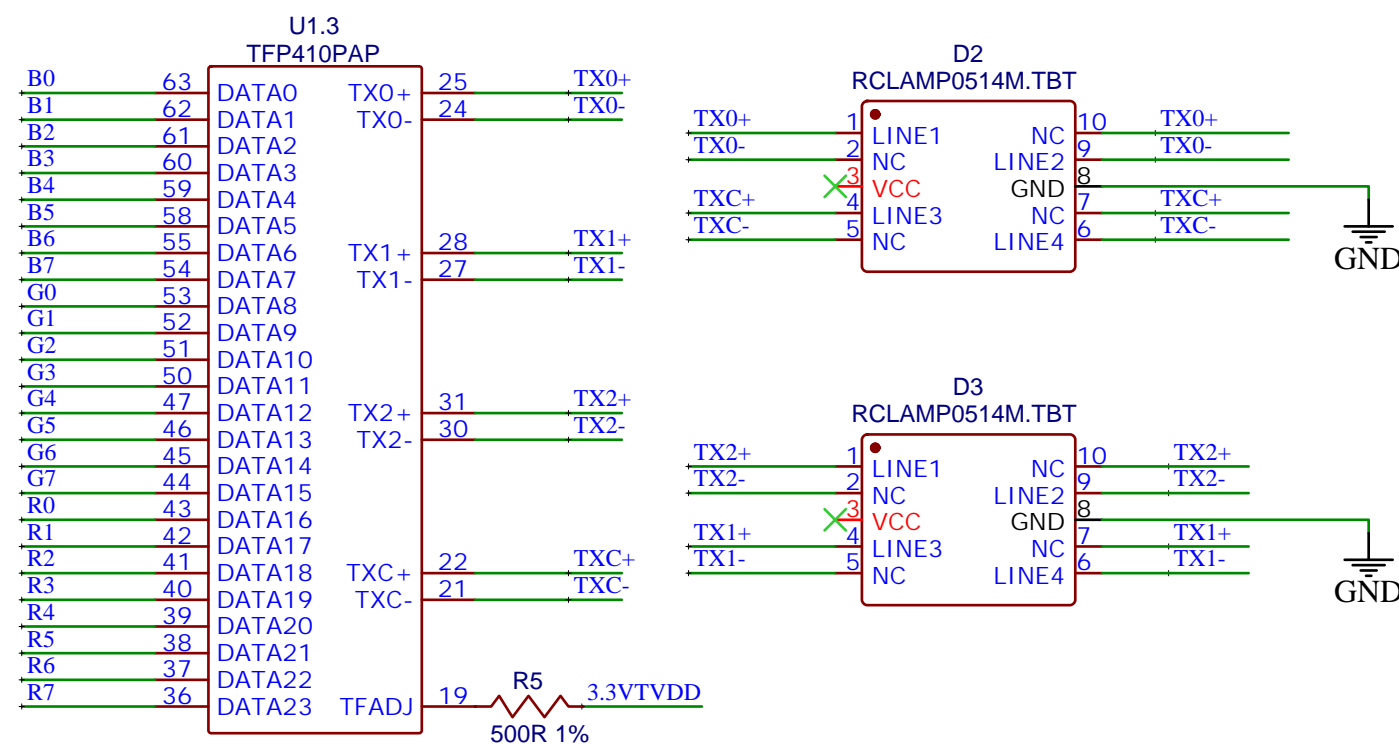 U1.3
TFP410PAP
B0 63 DATA0 TX0+ 25 TX0+
B1 62 DATA1 TX0- 24 TX0-
B2 61 DATA2
B3 60 DATA3
B4 59 DATA4
B5 58 DATA5
B6 55 DATA6 TX1+ 28 TX1+
B7 54 DATA7 TX1- 27 TX1-
G0 53 DATA8
G1 52 DATA9
G2 51 DATA10
G3 50 DATA11
G4 47 DATA12 TX2+ 31 TX2+
G5 46 DATA13 TX2- 30 TX2-
G6 45 DATA14
G7 44 DATA15
R0 43 DATA16
R1 42 DATA17
R2 41 DATA18 TXC+ 22 TXC+
R3 40 DATA19 TXC- 21 TXC-
R4 39 DATA20
R5 38 DATA21
R6 37 DATA22
R7 36 DATA23 TFADJ 19 R5 3.3VTVDD
500R 1%
D2
RCLAMP0514M.TBT
TX0+ 1 LINE1 NC 10 TX0+
TX0- 2 NC LINE2 9 TX0-
3 VCC GND 8
TXC+ 4 LINE3 NC 7 TXC+
TXC- 5 NC LINE4 6 TXC-
GND
D3
RCLAMP0514M.TBT
TX2+ 1 LINE1 NC 10 TX2+
TX2- 2 NC LINE2 9 TX2-
3 VCC GND 8
TX1+ 4 LINE3 NC 7 TX1+
TX1- 5 NC LINE4 6 TX1-
GND